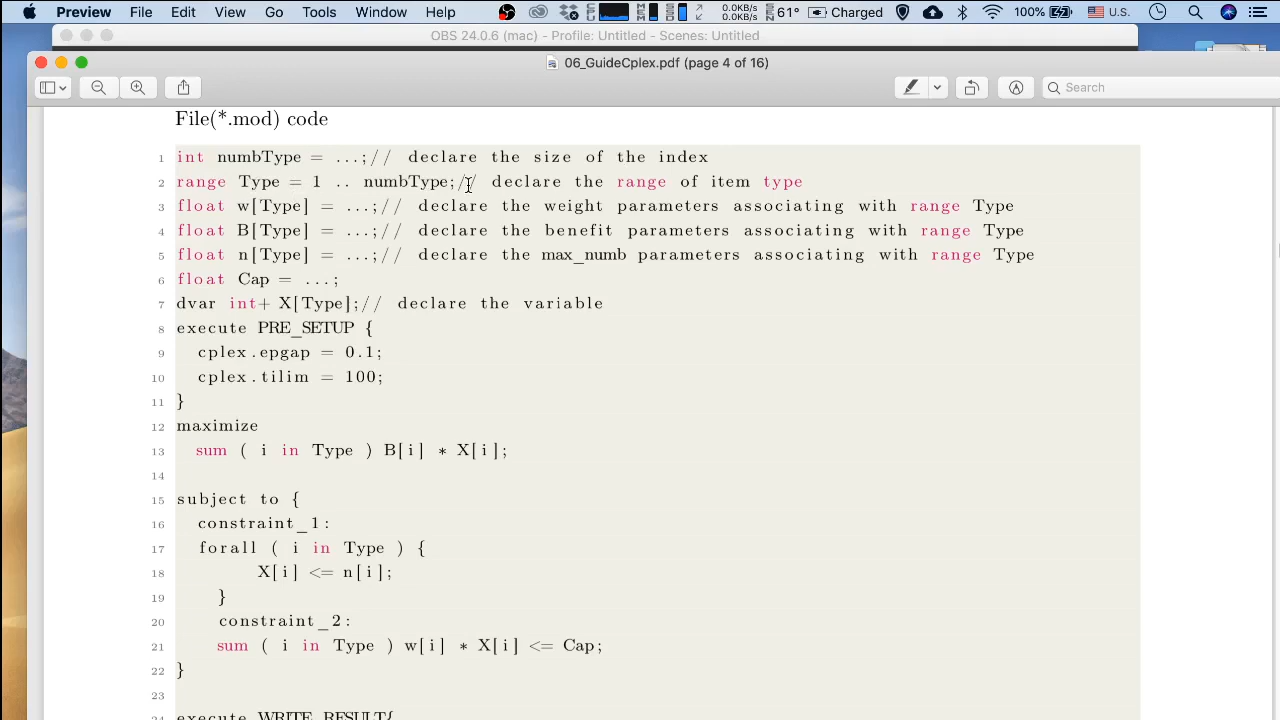 Preview File Edit View Go Tools Window Help 0.0KB/s 0.0KB/s 61° Charged 100% U.S.
OBS 24.0.6 (mac) - Profile: Untitled - Scenes: Untitled
06_GuideCplex.pdf (page 4 of 16)
Search
File(*.mod) code
1 int numbType = ...;// declare the size of the index
2 range Type = 1 .. numbType;// declare the range of item type
3 float w[Type] = ...;// declare the weight parameters associating with range Type
4 float B[Type] = ...;// declare the benefit parameters associating with range Type
5 float n[Type] = ...;// declare the max_numb parameters associating with range Type
6 float Cap = ...;
7 dvar int+ X[Type];// declare the variable
8 execute PRE_SETUP {
9 cplex.epgap = 0.1;
10 cplex.tilim = 100;
11 }
12 maximize
13 sum ( i in Type ) B[i] * X[i];
14
15 subject to {
16 constraint_1:
17 forall ( i in Type ) {
18 X[i] <= n[i];
19 }
20 constraint_2:
21 sum ( i in Type ) w[i] * X[i] <= Cap;
22 }
23
24 execute WRITE_RESULT{